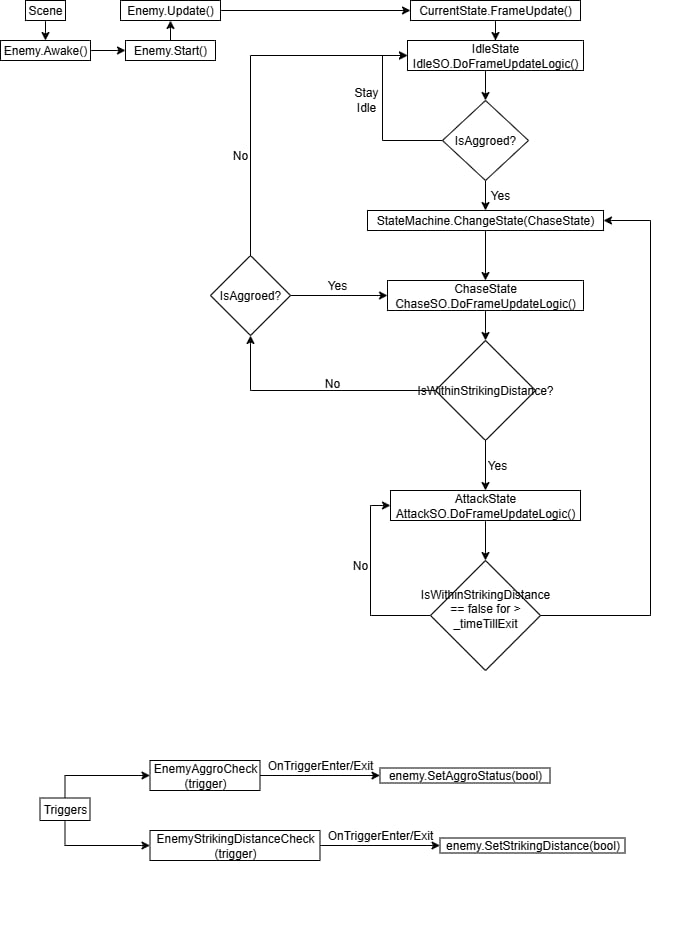 Scene
Enemy.Update()
CurrentState.FrameUpdate()
Enemy.Awake()
Enemy.Start()
IdleState
IdleSO.DoFrameUpdateLogic()
Stay
Idle
IsAggroed?
No
Yes
StateMachine.ChangeState(ChaseState)
IsAggroed?
Yes
ChaseState
ChaseSO.DoFrameUpdateLogic()
No
IsWithinStrikingDistance?
Yes
AttackState
AttackSO.DoFrameUpdateLogic()
No
IsWithinStrikingDistance
== false for >
_timeTillExit
EnemyAggroCheck
(trigger)
OnTriggerEnter/Exit
enemy.SetAggroStatus(bool)
Triggers
EnemyStrikingDistanceCheck
(trigger)
OnTriggerEnter/Exit
enemy.SetStrikingDistance(bool)